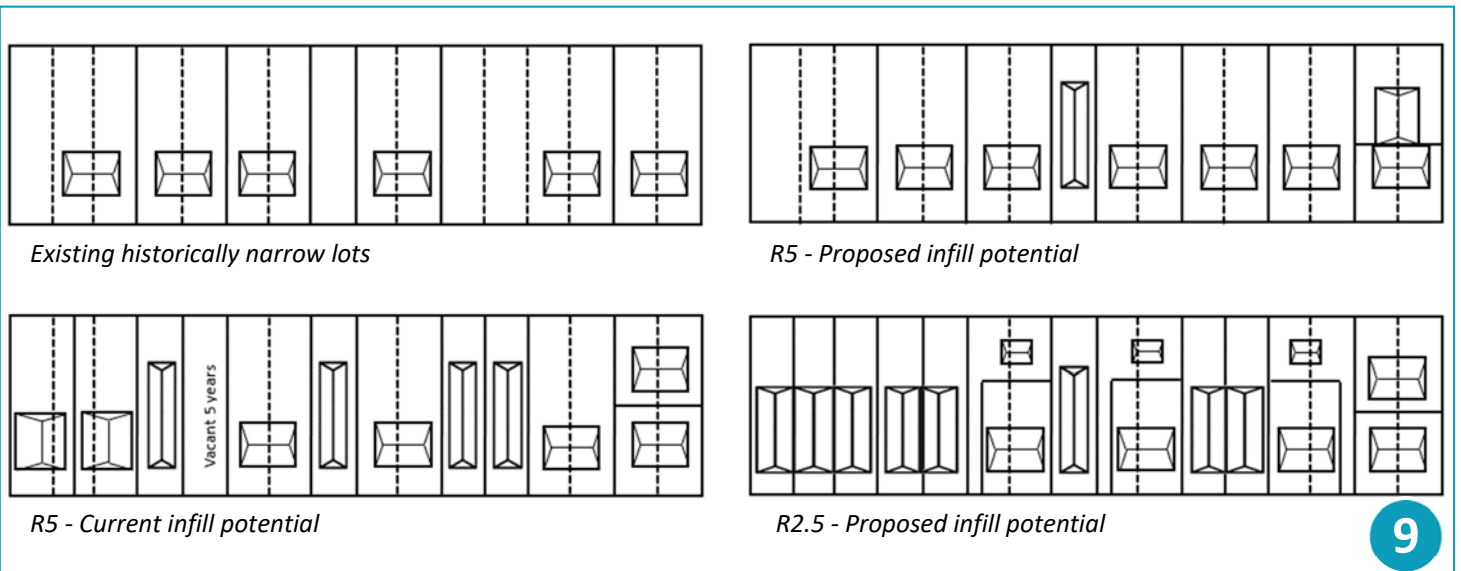 Existing historically narrow lots
R5 - Proposed infill potential
Vacant 5 years
R5 - Current infill potential
R2.5 - Proposed infill potential
9